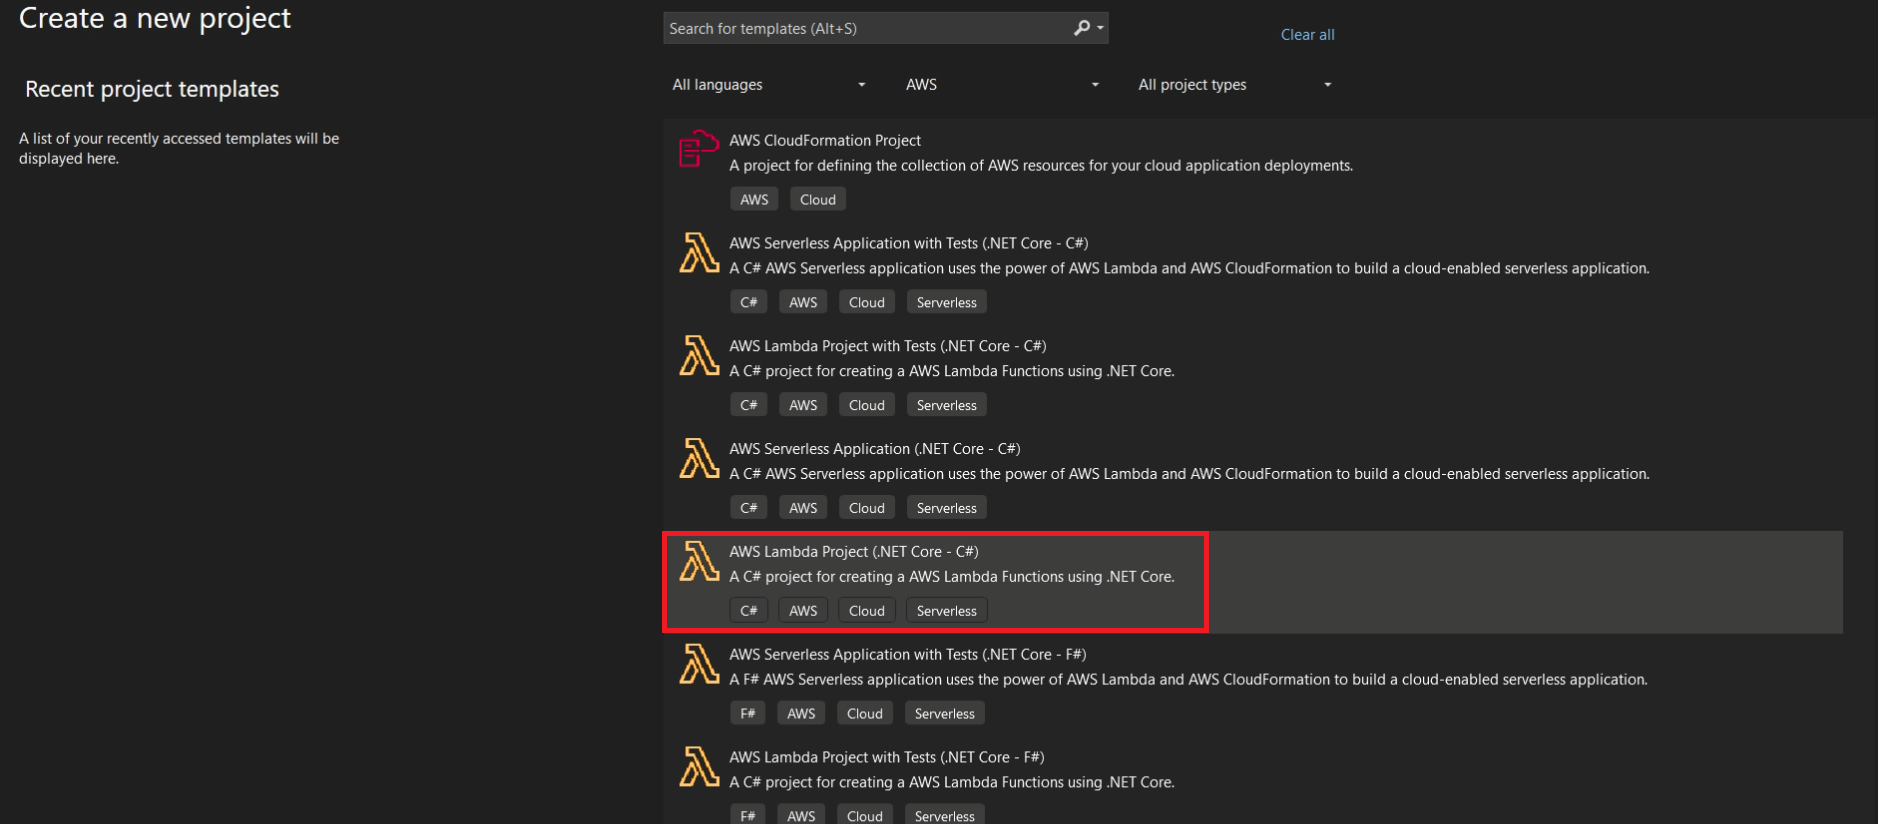 Create a new project
Search for templates (Alt+S)
Clear all
Recent project templates
All languages
AWS
All project types
A list of your recently accessed templates will be
displayed here.
AWS CloudFormation Project
A project for defining the collection of AWS resources for your cloud application deployments.
AWS Cloud
AWS Serverless Application with Tests (.NET Core - C#)
A C# AWS Serverless application uses the power of AWS Lambda and AWS CloudFormation to build a cloud-enabled serverless application.
C# AWS Cloud Serverless
AWS Lambda Project with Tests (.NET Core - C#)
A C# project for creating a AWS Lambda Functions using .NET Core.
C# AWS Cloud Serverless
AWS Serverless Application (.NET Core - C#)
A C# AWS Serverless application uses the power of AWS Lambda and AWS CloudFormation to build a cloud-enabled serverless application.
C# AWS Cloud Serverless
AWS Lambda Project (.NET Core - C#)
A C# project for creating a AWS Lambda Functions using .NET Core.
C# AWS Cloud Serverless
AWS Serverless Application with Tests (.NET Core - F#)
A F# AWS Serverless application uses the power of AWS Lambda and AWS CloudFormation to build a cloud-enabled serverless application.
F# AWS Cloud Serverless
AWS Lambda Project with Tests (.NET Core - F#)
A C# project for creating a AWS Lambda Functions using .NET Core.
F# AWS Cloud Serverless